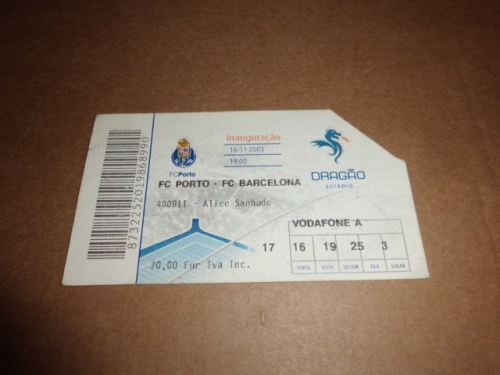 inauguração
16-11-2003
19:00
FCPorto
FC PORTO - FC BARCELONA
DRAGÃO
ESTÁDIO
400911 - Alice Sanhudo
VODAFONE A
17 16 19 25 3
PORTA SECTOR FILA LUGAR
70,00 Eur Iva Inc.
8732252019868990